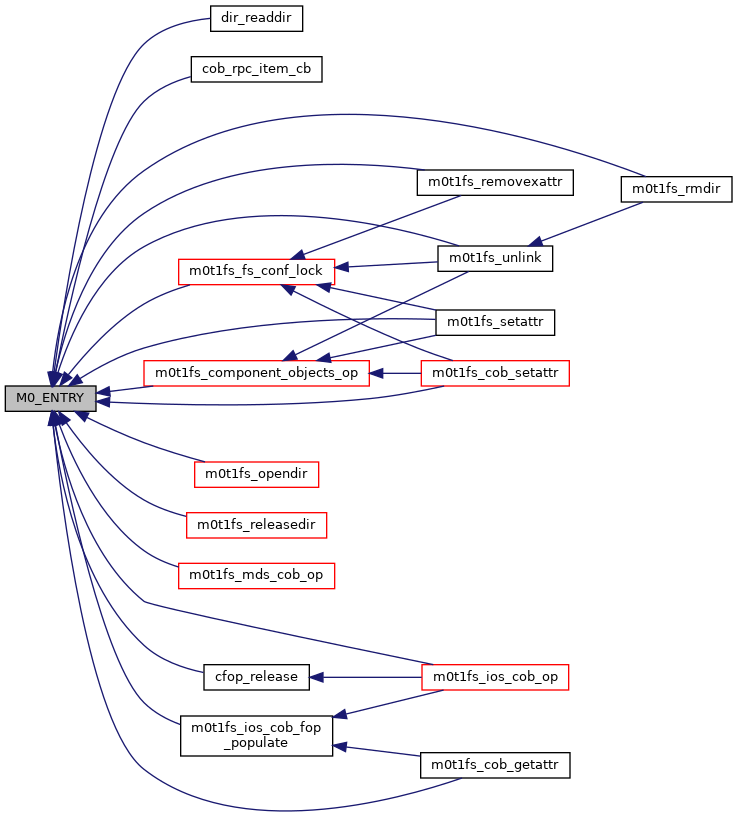 dir_readdir
cob_rpc_item_cb
m0t1fs_removexattr
m0t1fs_rmdir
m0t1fs_unlink
m0t1fs_fs_conf_lock
m0t1fs_setattr
m0t1fs_component_objects_op
m0t1fs_cob_setattr
M0_ENTRY
m0t1fs_opendir
m0t1fs_releasedir
m0t1fs_mds_cob_op
cfop_release
m0t1fs_ios_cob_op
m0t1fs_ios_cob_fop
_populate
m0t1fs_cob_getattr